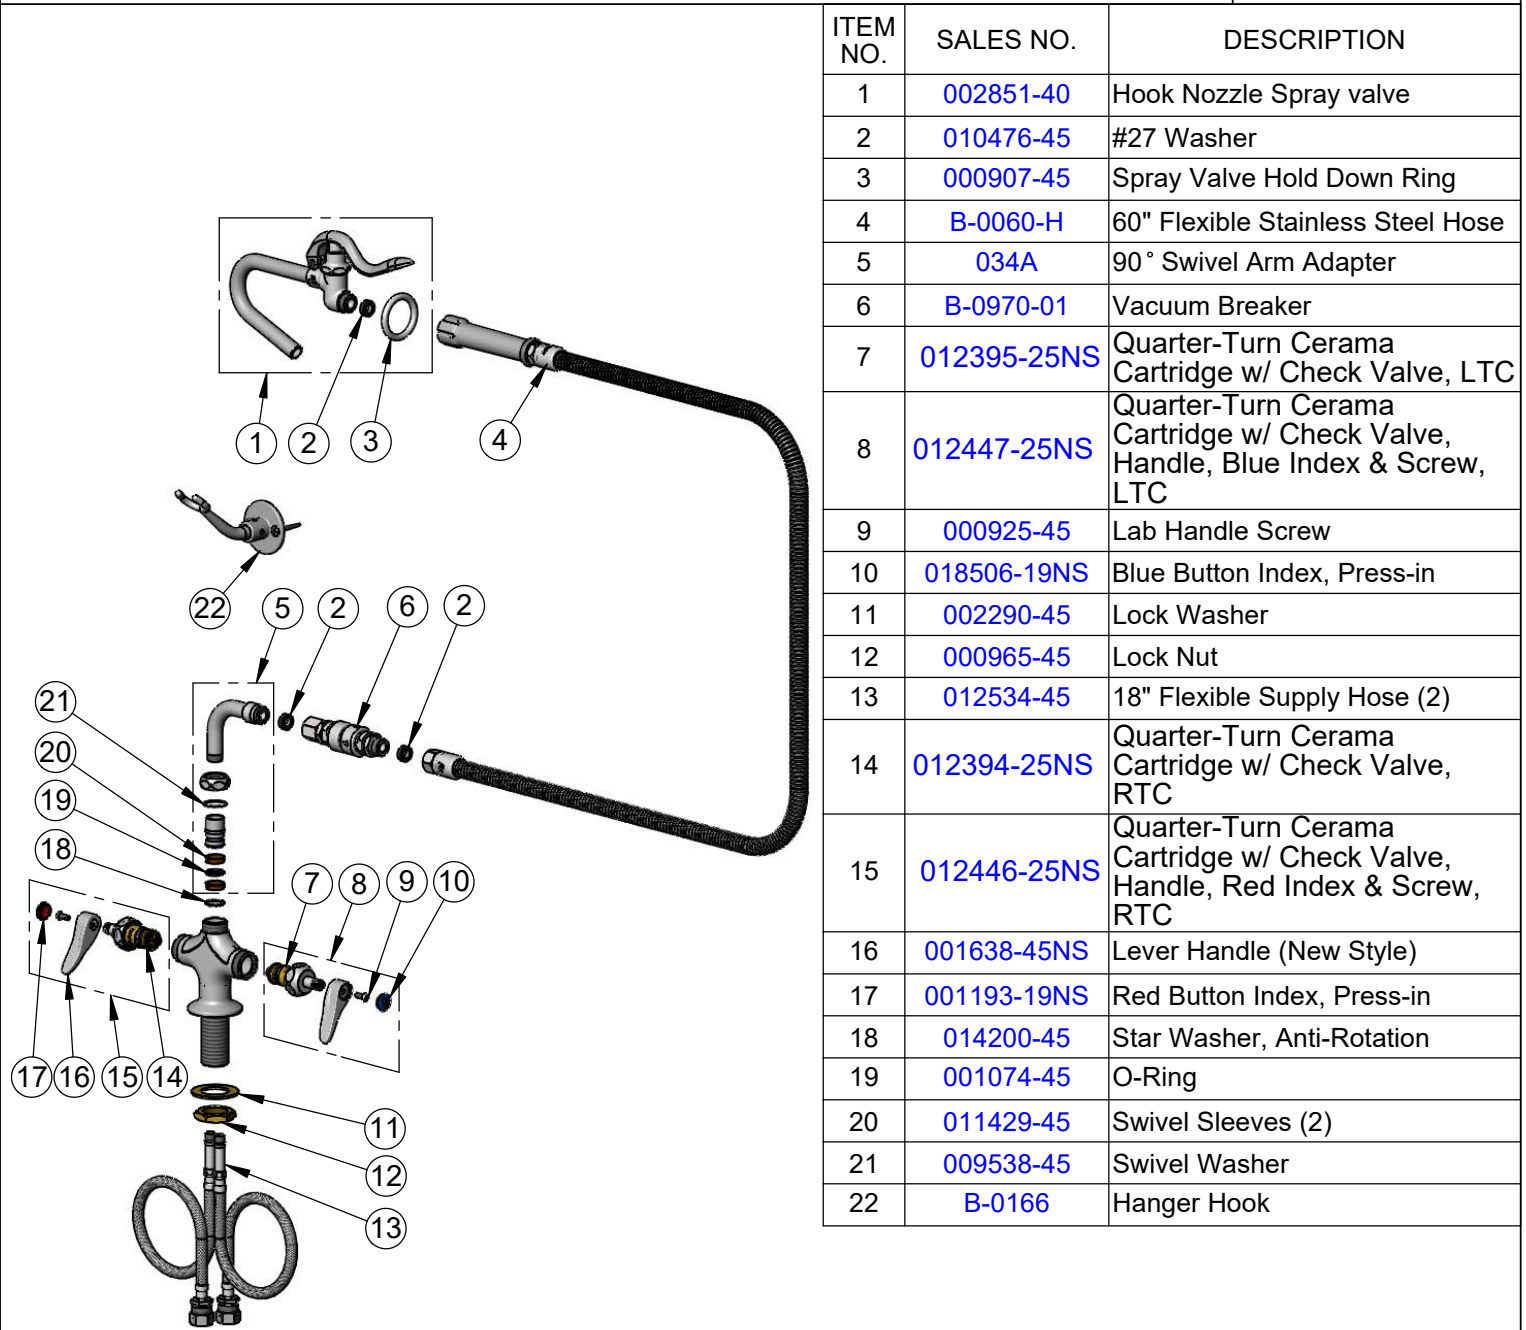 ITEM NO. SALES NO. DESCRIPTION
1 002851-40 Hook Nozzle Spray valve
2 010476-45 #27 Washer
3 000907-45 Spray Valve Hold Down Ring
4 B-0060-H 60" Flexible Stainless Steel Hose
5 034A 90° Swivel Arm Adapter
6 B-0970-01 Vacuum Breaker
7 012395-25NS Quarter-Turn Cerama
Cartridge w/ Check Valve, LTC
8 012447-25NS Quarter-Turn Cerama
Cartridge w/ Check Valve,
Handle, Blue Index & Screw,
LTC
9 000925-45 Lab Handle Screw
10 018506-19NS Blue Button Index, Press-in
11 002290-45 Lock Washer
12 000965-45 Lock Nut
13 012534-45 18" Flexible Supply Hose (2)
14 012394-25NS Quarter-Turn Cerama
Cartridge w/ Check Valve,
RTC
15 012446-25NS Quarter-Turn Cerama
Cartridge w/ Check Valve,
Handle, Red Index & Screw,
RTC
16 001638-45NS Lever Handle (New Style)
17 001193-19NS Red Button Index, Press-in
18 014200-45 Star Washer, Anti-Rotation
19 001074-45 O-Ring
20 011429-45 Swivel Sleeves (2)
21 009538-45 Swivel Washer
22 B-0166 Hanger Hook
1 2 3 4
22 5 2 6 2
21
20
19
18
7 8 9 10
17 16 15 14
11
12
13